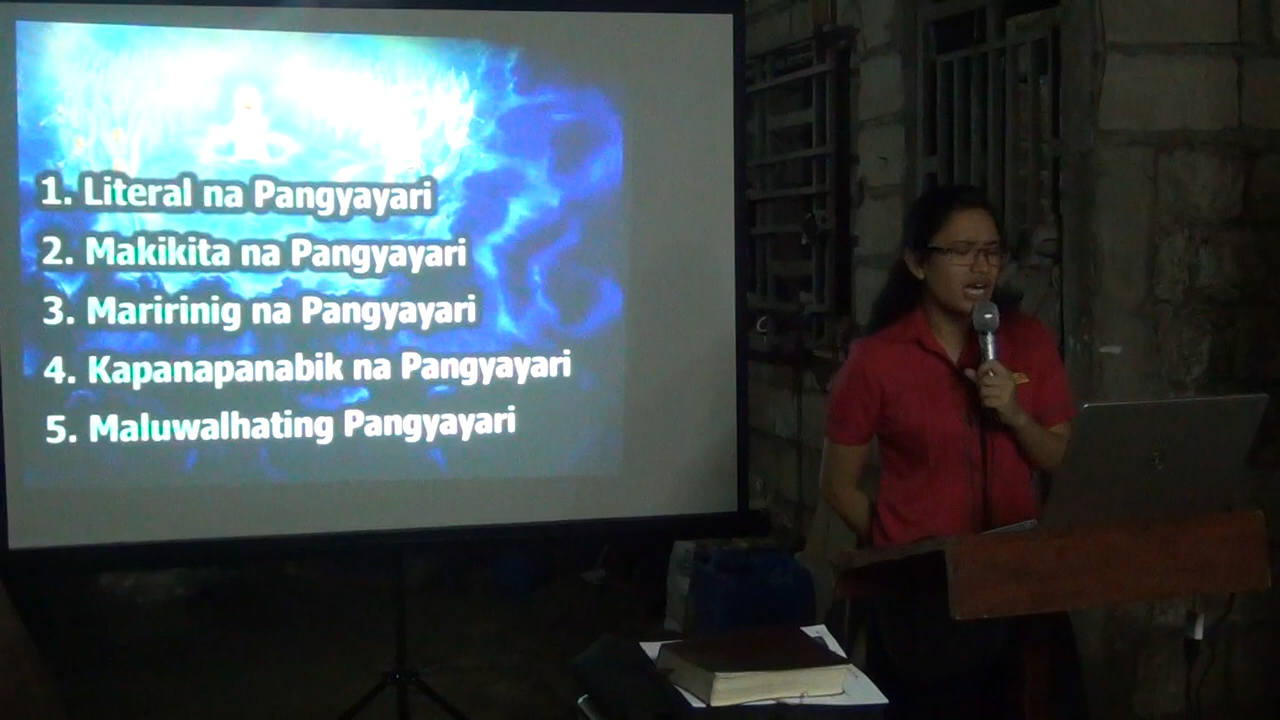 1. Literal na Pangyayari
2. Makikita na Pangyayari
3. Maririnig na Pangyayari
4. Kapanapanabik na Pangyayari
5. Maluwalhating Pangyayari